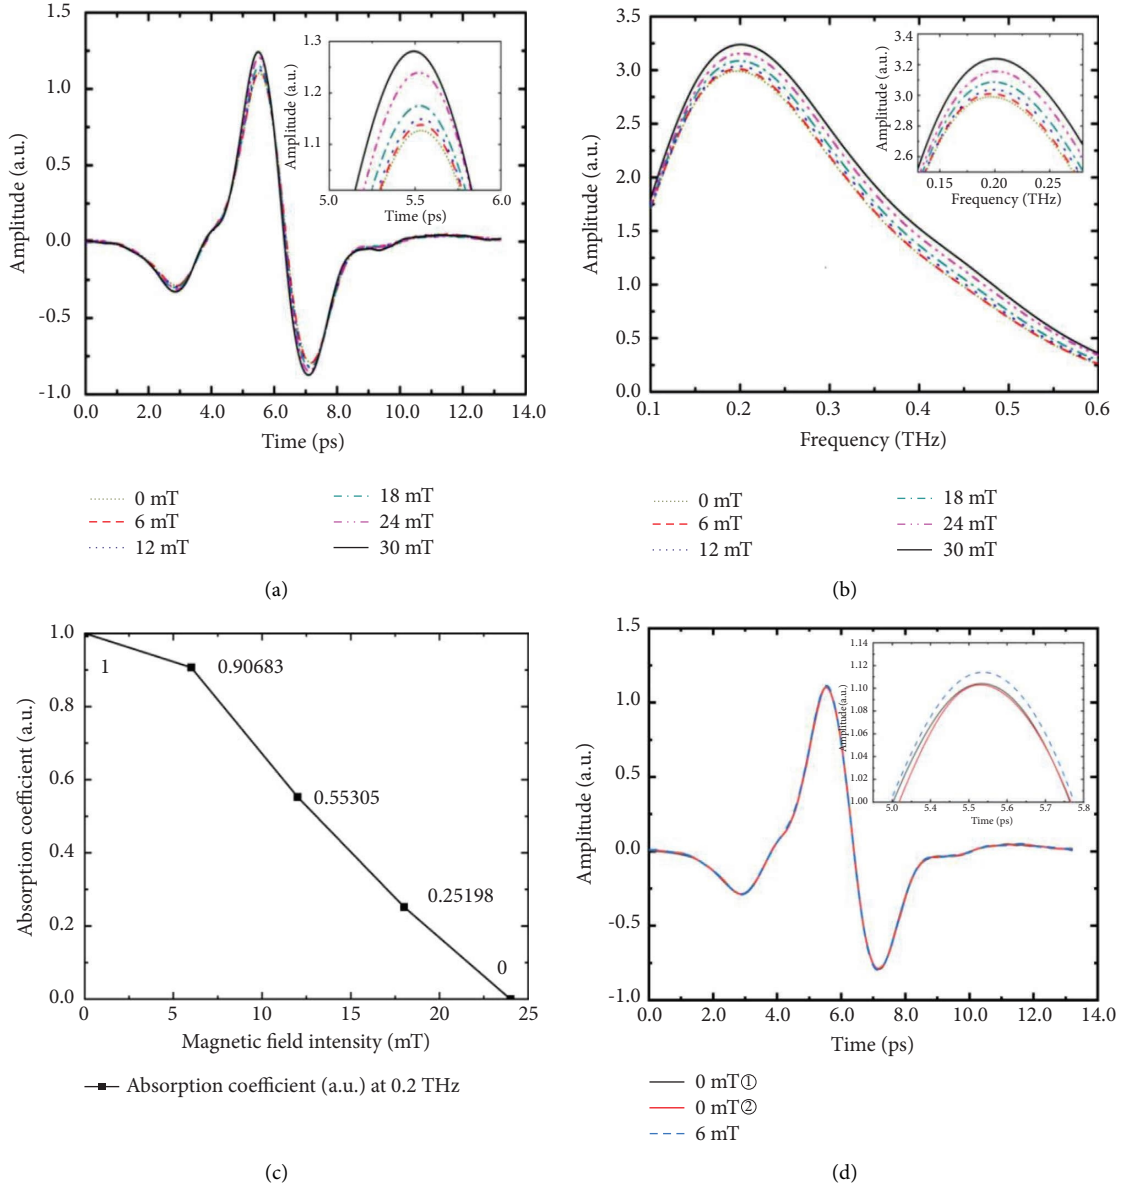 1.5
1.0
0.5
0.0
-0.5
-1.0
Amplitude (a.u.)
0.0 2.0 4.0 6.0 8.0 10.0 12.0 14.0
Time (ps)
1.3
1.2
1.1
Amplitude (a.u.)
5.0 5.5 6.0
Time (ps)
0 mT
6 mT
12 mT
18 mT
24 mT
30 mT
(a)
3.5
3.0
2.5
2.0
1.5
1.0
0.5
0.0
Amplitude (a.u.)
0.1 0.2 0.3 0.4 0.5 0.6
Frequency (THz)
3.4
3.2
3.0
2.8
2.6
Amplitude (a.u.)
0.15 0.20 0.25
Frequency (THz)
0 mT
6 mT
12 mT
18 mT
24 mT
30 mT
(b)
1.0
0.8
0.6
0.4
0.2
0.0
Absorption coefficient (a.u.)
1
0.90683
0.55305
0.25198
0
0 5 10 15 20 25
Magnetic field intensity (mT)
Absorption coefficient (a.u.) at 0.2 THz
(c)
1.5
1.0
0.5
0.0
-0.5
-1.0
Amplitude (a.u.)
0.0 2.0 4.0 6.0 8.0 10.0 12.0 14.0
Time (ps)
1.14
1.12
1.10
1.08
1.06
1.04
1.02
1.00
Amplitude (a.u.)
5.0 5.4 5.5 5.6 5.7 5.8
Time (ps)
0 mT①
0 mT②
6 mT
(d)